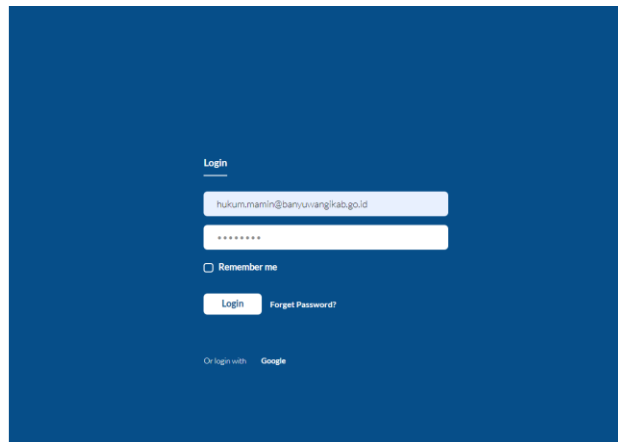 Login
hukum.mamin@banyuwangikab.go.id
********
Remember me
Login Forget Password?
Or login with Google